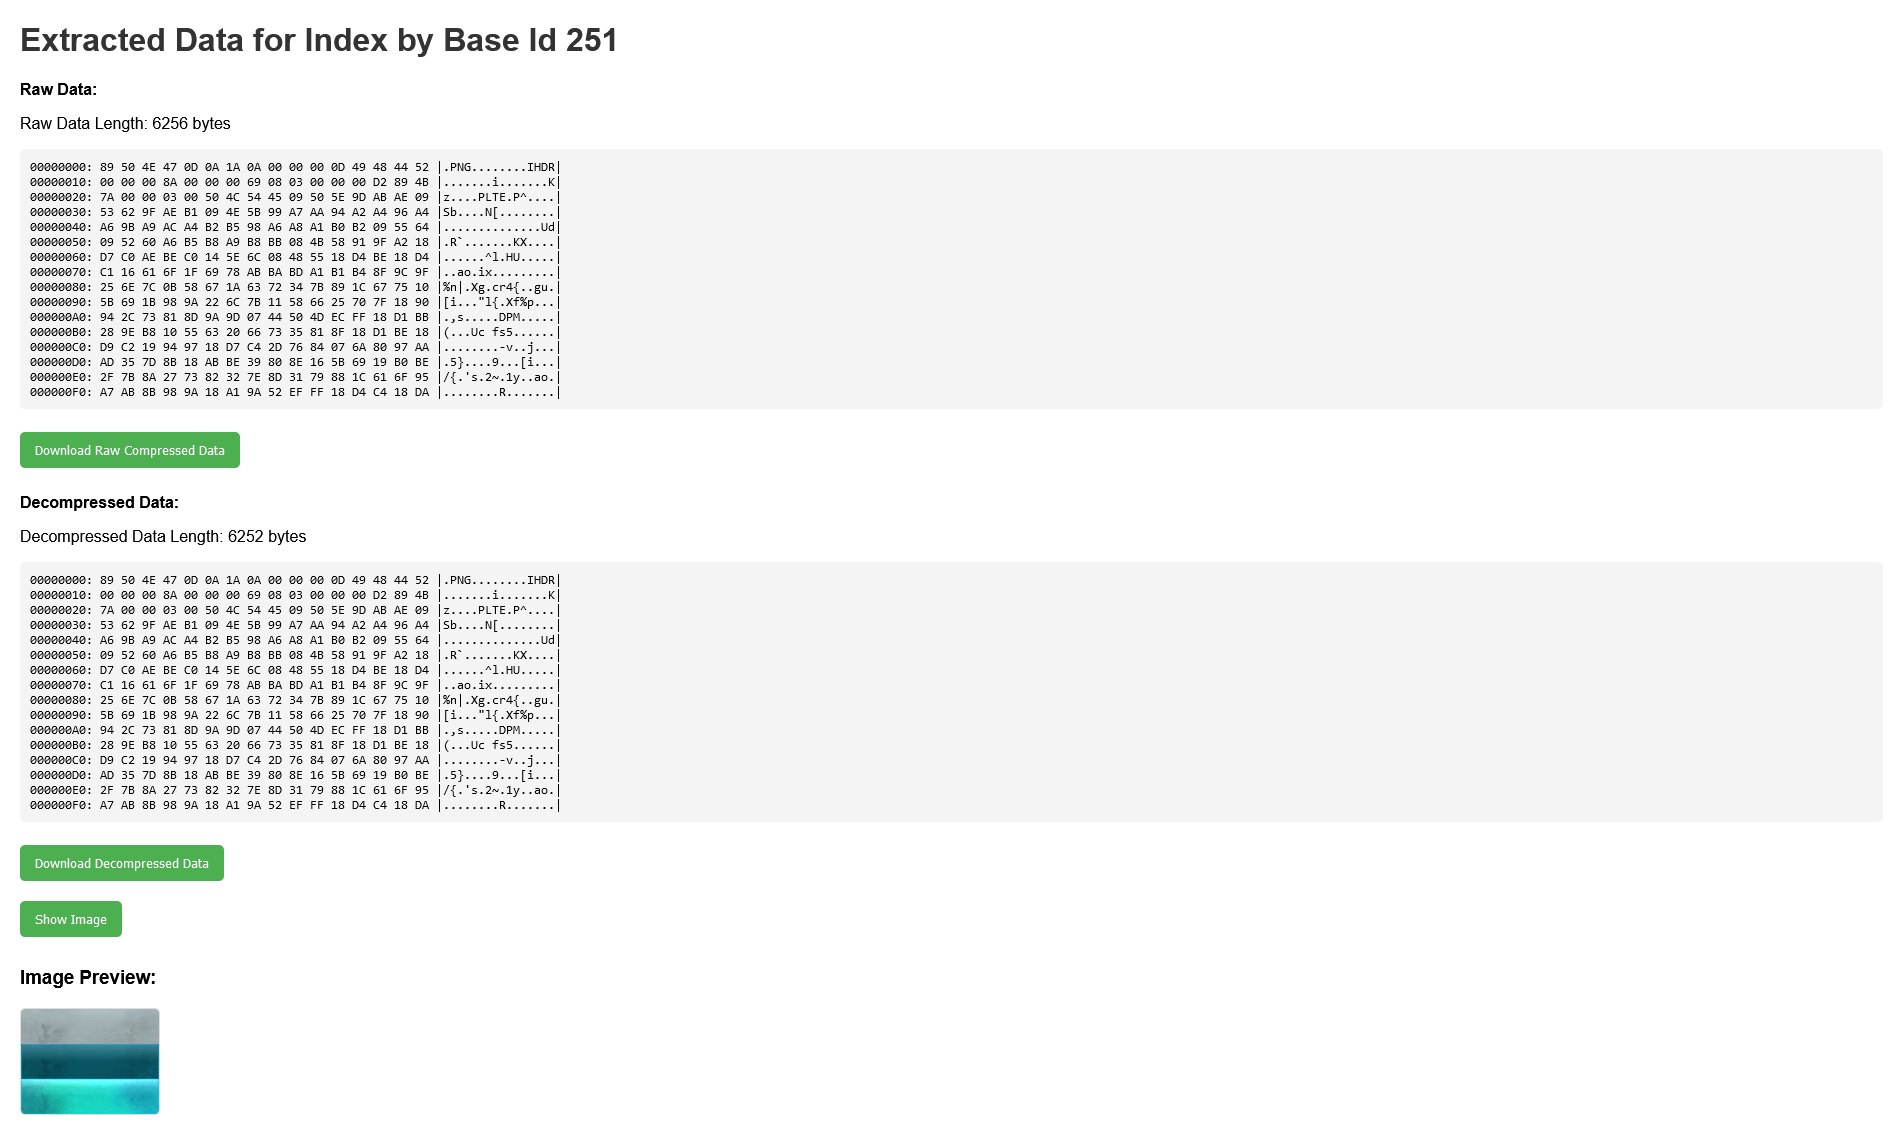 Extracted Data for Index by Base Id 251
Raw Data:
Raw Data Length: 6256 bytes
00000000: 89 50 4E 47 0D 0A 1A 0A 00 00 00 0D 49 48 44 52 |.PNG........IHDR|
00000010: 00 00 00 8A 00 00 00 69 08 03 00 00 00 D2 89 4B |.......i.......K|
00000020: 7A 00 00 03 00 50 4C 54 45 09 50 5E 9D AB AE 09 |z....PLTE.P^....|
00000030: 53 62 9F AE B1 09 4E 5B 99 A7 AA 94 A2 A4 96 A4 |Sb....N[........|
00000040: A6 9B A9 AC A4 B2 B5 98 A6 A8 A1 B0 B2 09 55 64 |..............Ud|
00000050: 09 52 60 A6 B5 B8 A9 B8 BB 08 4B 58 91 9F A2 18 |.R`.......KX....|
00000060: D7 C0 AE BE C0 14 5E 6C 08 48 55 18 D4 BE 18 D4 |......^l.HU.....|
00000070: C1 16 61 6F 1F 69 78 AB BA BD A1 B1 B4 8F 9C 9F |..ao.ix.........|
00000080: 25 6E 7C 0B 58 67 1A 63 72 34 7B 89 1C 67 75 10 |%n|.Xg.cr4{..gu.|
00000090: 5B 69 1B 98 9A 22 6C 7B 11 58 66 25 70 7F 18 90 |[i..."l{.Xf%p...|
000000A0: 94 2C 73 81 8D 9A 9D 07 44 50 4D EC FF 18 D1 BB |.,s.....DPM.....|
000000B0: 28 9E B8 10 55 63 20 66 73 35 81 8F 18 D1 BE 18 |(...Uc fs5......|
000000C0: D9 C2 19 94 97 18 D7 C4 2D 76 84 07 6A 80 97 AA |........-v..j...|
000000D0: AD 35 7D 8B 18 AB BE 39 80 8E 16 5B 69 19 B0 BE |.5}....9...[i...|
000000E0: 2F 7B 8A 27 73 82 32 7E 8D 31 79 88 1C 61 6F 95 |/{.'s.2~.1y..ao.|
000000F0: A7 AB 8B 98 9A 18 A1 9A 52 EF FF 18 D4 C4 18 DA |........R.......|
Download Raw Compressed Data
Decompressed Data:
Decompressed Data Length: 6252 bytes
00000000: 89 50 4E 47 0D 0A 1A 0A 00 00 00 0D 49 48 44 52 |.PNG........IHDR|
00000010: 00 00 00 8A 00 00 00 69 08 03 00 00 00 D2 89 4B |.......i.......K|
00000020: 7A 00 00 03 00 50 4C 54 45 09 50 5E 9D AB AE 09 |z....PLTE.P^....|
00000030: 53 62 9F AE B1 09 4E 5B 99 A7 AA 94 A2 A4 96 A4 |Sb....N[........|
00000040: A6 9B A9 AC A4 B2 B5 98 A6 A8 A1 B0 B2 09 55 64 |..............Ud|
00000050: 09 52 60 A6 B5 B8 A9 B8 BB 08 4B 58 91 9F A2 18 |.R`.......KX....|
00000060: D7 C0 AE BE C0 14 5E 6C 08 48 55 18 D4 BE 18 D4 |......^l.HU.....|
00000070: C1 16 61 6F 1F 69 78 AB BA BD A1 B1 B4 8F 9C 9F |..ao.ix.........|
00000080: 25 6E 7C 0B 58 67 1A 63 72 34 7B 89 1C 67 75 10 |%n|.Xg.cr4{..gu.|
00000090: 5B 69 1B 98 9A 22 6C 7B 11 58 66 25 70 7F 18 90 |[i..."l{.Xf%p...|
000000A0: 94 2C 73 81 8D 9A 9D 07 44 50 4D EC FF 18 D1 BB |.,s.....DPM.....|
000000B0: 28 9E B8 10 55 63 20 66 73 35 81 8F 18 D1 BE 18 |(...Uc fs5......|
000000C0: D9 C2 19 94 97 18 D7 C4 2D 76 84 07 6A 80 97 AA |........-v..j...|
000000D0: AD 35 7D 8B 18 AB BE 39 80 8E 16 5B 69 19 B0 BE |.5}....9...[i...|
000000E0: 2F 7B 8A 27 73 82 32 7E 8D 31 79 88 1C 61 6F 95 |/{.'s.2~.1y..ao.|
000000F0: A7 AB 8B 98 9A 18 A1 9A 52 EF FF 18 D4 C4 18 DA |........R.......|
Download Decompressed Data
Show Image
Image Preview: